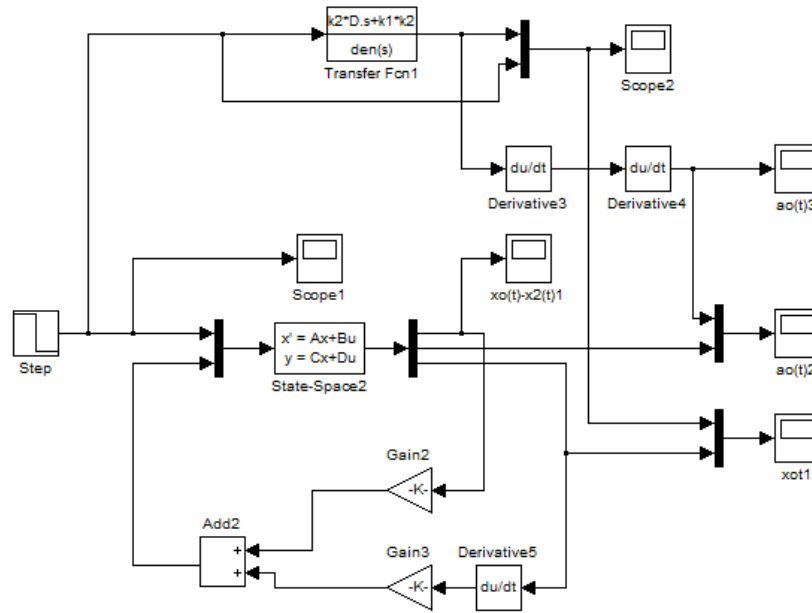 k2*D.s+k1*k2
den(s)
Transfer Fcn1
Scope2
du/dt
Derivative3
du/dt
Derivative4
ao(t)3
Scope1
xo(t)-x2(t)1
Step
x' = Ax+Bu
y = Cx+Du
State-Space2
ao(t)2
xot1
Gain2
-K-
Add2
+
+
Gain3
-K-
Derivative5
du/dt